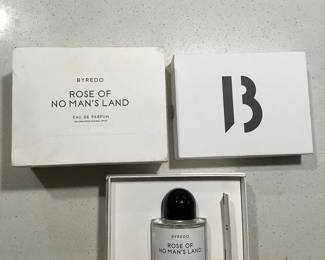 BYREDO
ROSE OF
NO MAN'S LAND
EAU DE PARFUM
B
BYREDO
ROSE OF
NO MAN'S LAND